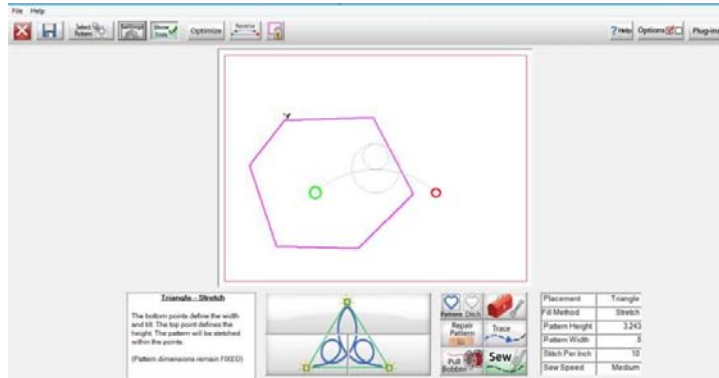 File Help
Select
Pattern
Settings
Show
Trim
Optimize
Reverse
?Help
Options
Plug-ins
Triangle - Stretch
The bottom points define the width
and tilt. The top point defines the
height. The pattern will be stretched
within the points.
(Pattern dimensions remain FIXED)
Pattern Ditch
Repair
Pattern
Trace
Pull
Bobber
Sew
Placement Triangle
Fill Method Stretch
Pattern Height 3.243
Pattern Width 8
Stitch Per Inch 10
Sew Speed Medium